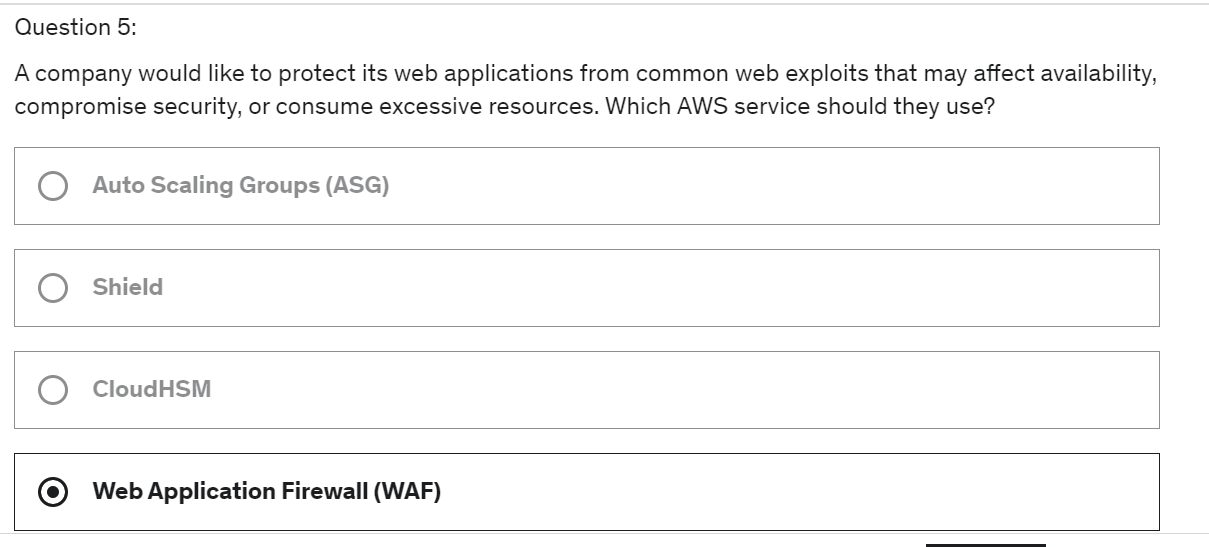 Question 5:
A company would like to protect its web applications from common web exploits that may affect availability,
compromise security, or consume excessive resources. Which AWS service should they use?
Auto Scaling Groups (ASG)
Shield
CloudHSM
Web Application Firewall (WAF)